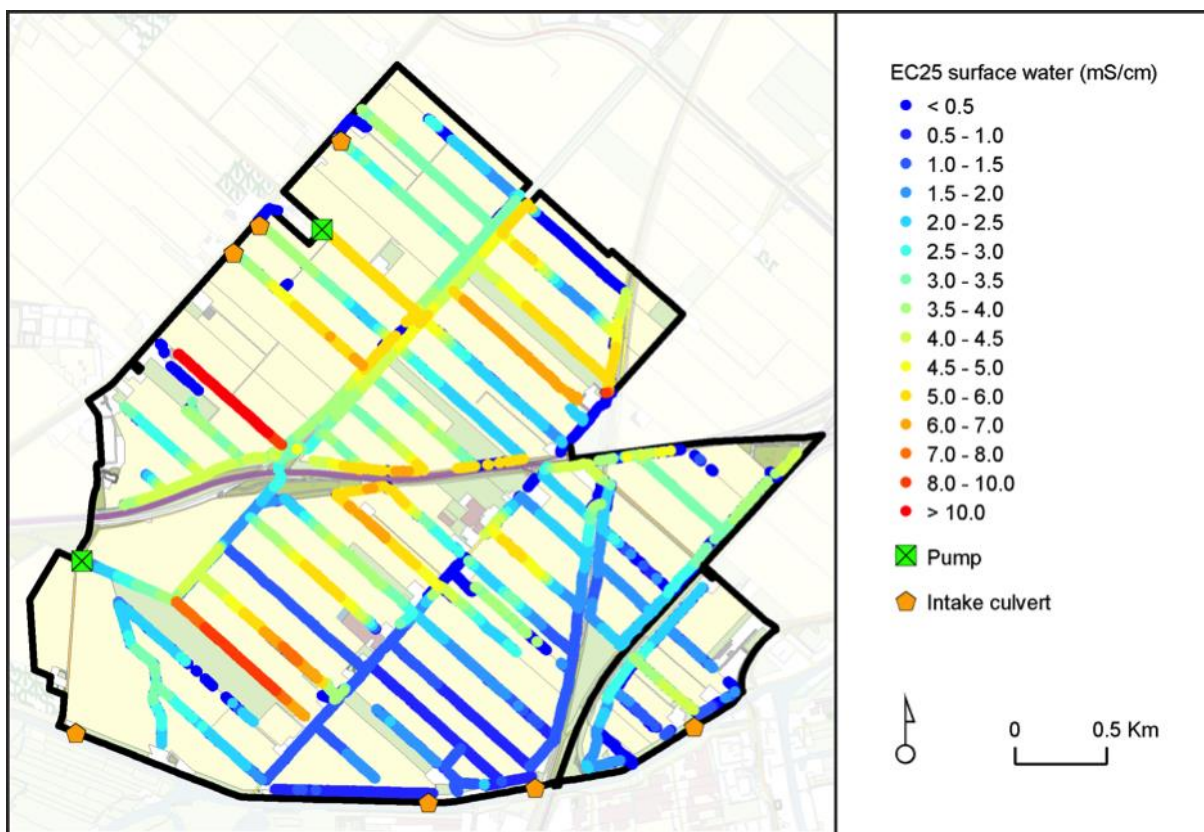 EC25 surface water (mS/cm)
< 0.5
0.5 - 1.0
1.0 - 1.5
1.5 - 2.0
2.0 - 2.5
2.5 - 3.0
3.0 - 3.5
3.5 - 4.0
4.0 - 4.5
4.5 - 5.0
5.0 - 6.0
6.0 - 7.0
7.0 - 8.0
8.0 - 10.0
> 10.0
Pump
Intake culvert
0 0.5 Km